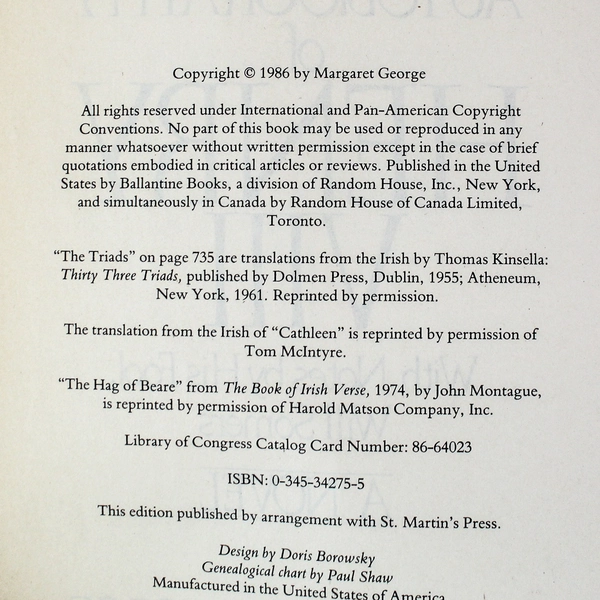 Copyright © 1986 by Margaret George
All rights reserved under International and Pan-American Copyright
Conventions. No part of this book may be used or reproduced in any
manner whatsoever without written permission except in the case of brief
quotations embodied in critical articles or reviews. Published in the United
States by Ballantine Books, a division of Random House, Inc., New York,
and simultaneously in Canada by Random House of Canada Limited,
Toronto.
"The Triads" on page 735 are translations from the Irish by Thomas Kinsella:
Thirty Three Triads, published by Dolmen Press, Dublin, 1955; Atheneum,
New York, 1961. Reprinted by permission.
The translation from the Irish of "Cathleen" is reprinted by permission of
Tom McIntyre.
"The Hag of Beare" from The Book of Irish Verse, 1974, by John Montague,
is reprinted by permission of Harold Matson Company, Inc.
Library of Congress Catalog Card Number: 86-64023
ISBN: 0-345-34275-5
This edition published by arrangement with St. Martin's Press.
Design by Doris Borowsky
Genealogical chart by Paul Shaw
Manufactured in the United States of America